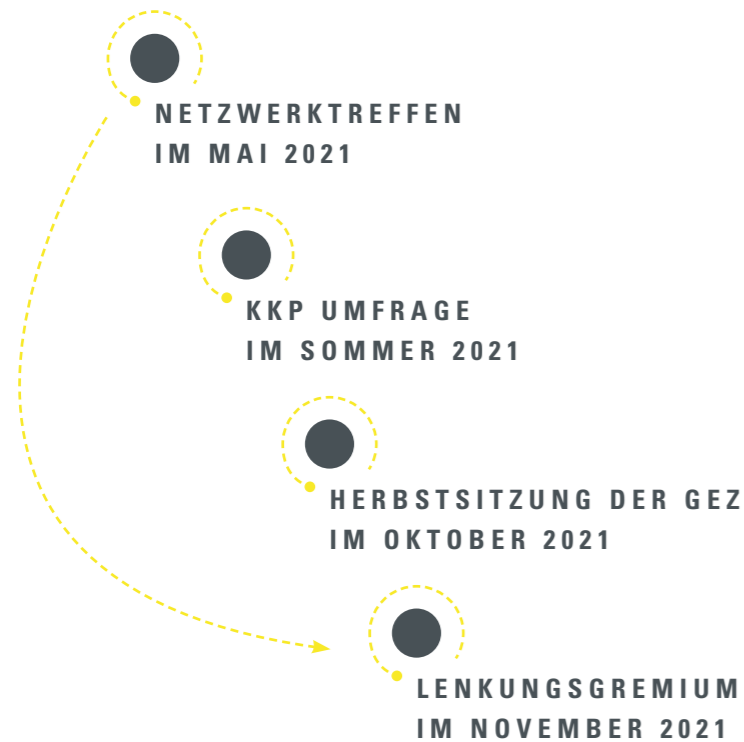 NETZWERKTREFFEN
IM MAI 2021
KKP UMFRAGE
IM SOMMER 2021
HERBSTSITZUNG DER GEZ
IM OKTOBER 2021
LENKUNGSGREMIUM
IM NOVEMBER 2021